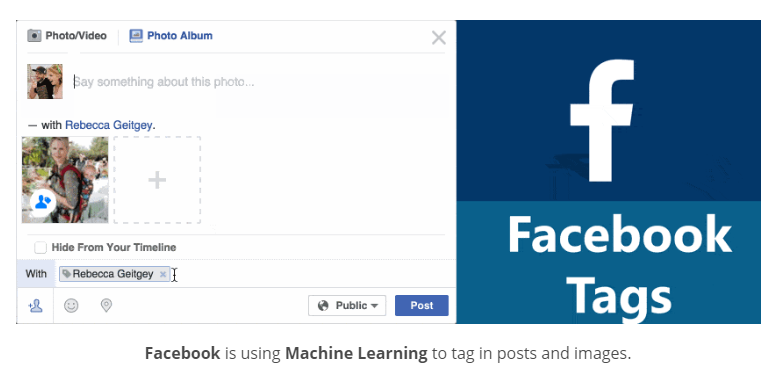 Photo/Video
Photo Album
Say something about this photo...
— with Rebecca Geitgey.
Hide From Your Timeline
With Rebecca Geitgey ×
Public
Post
f
Facebook
Tags
Facebook is using Machine Learning to tag in posts and images.